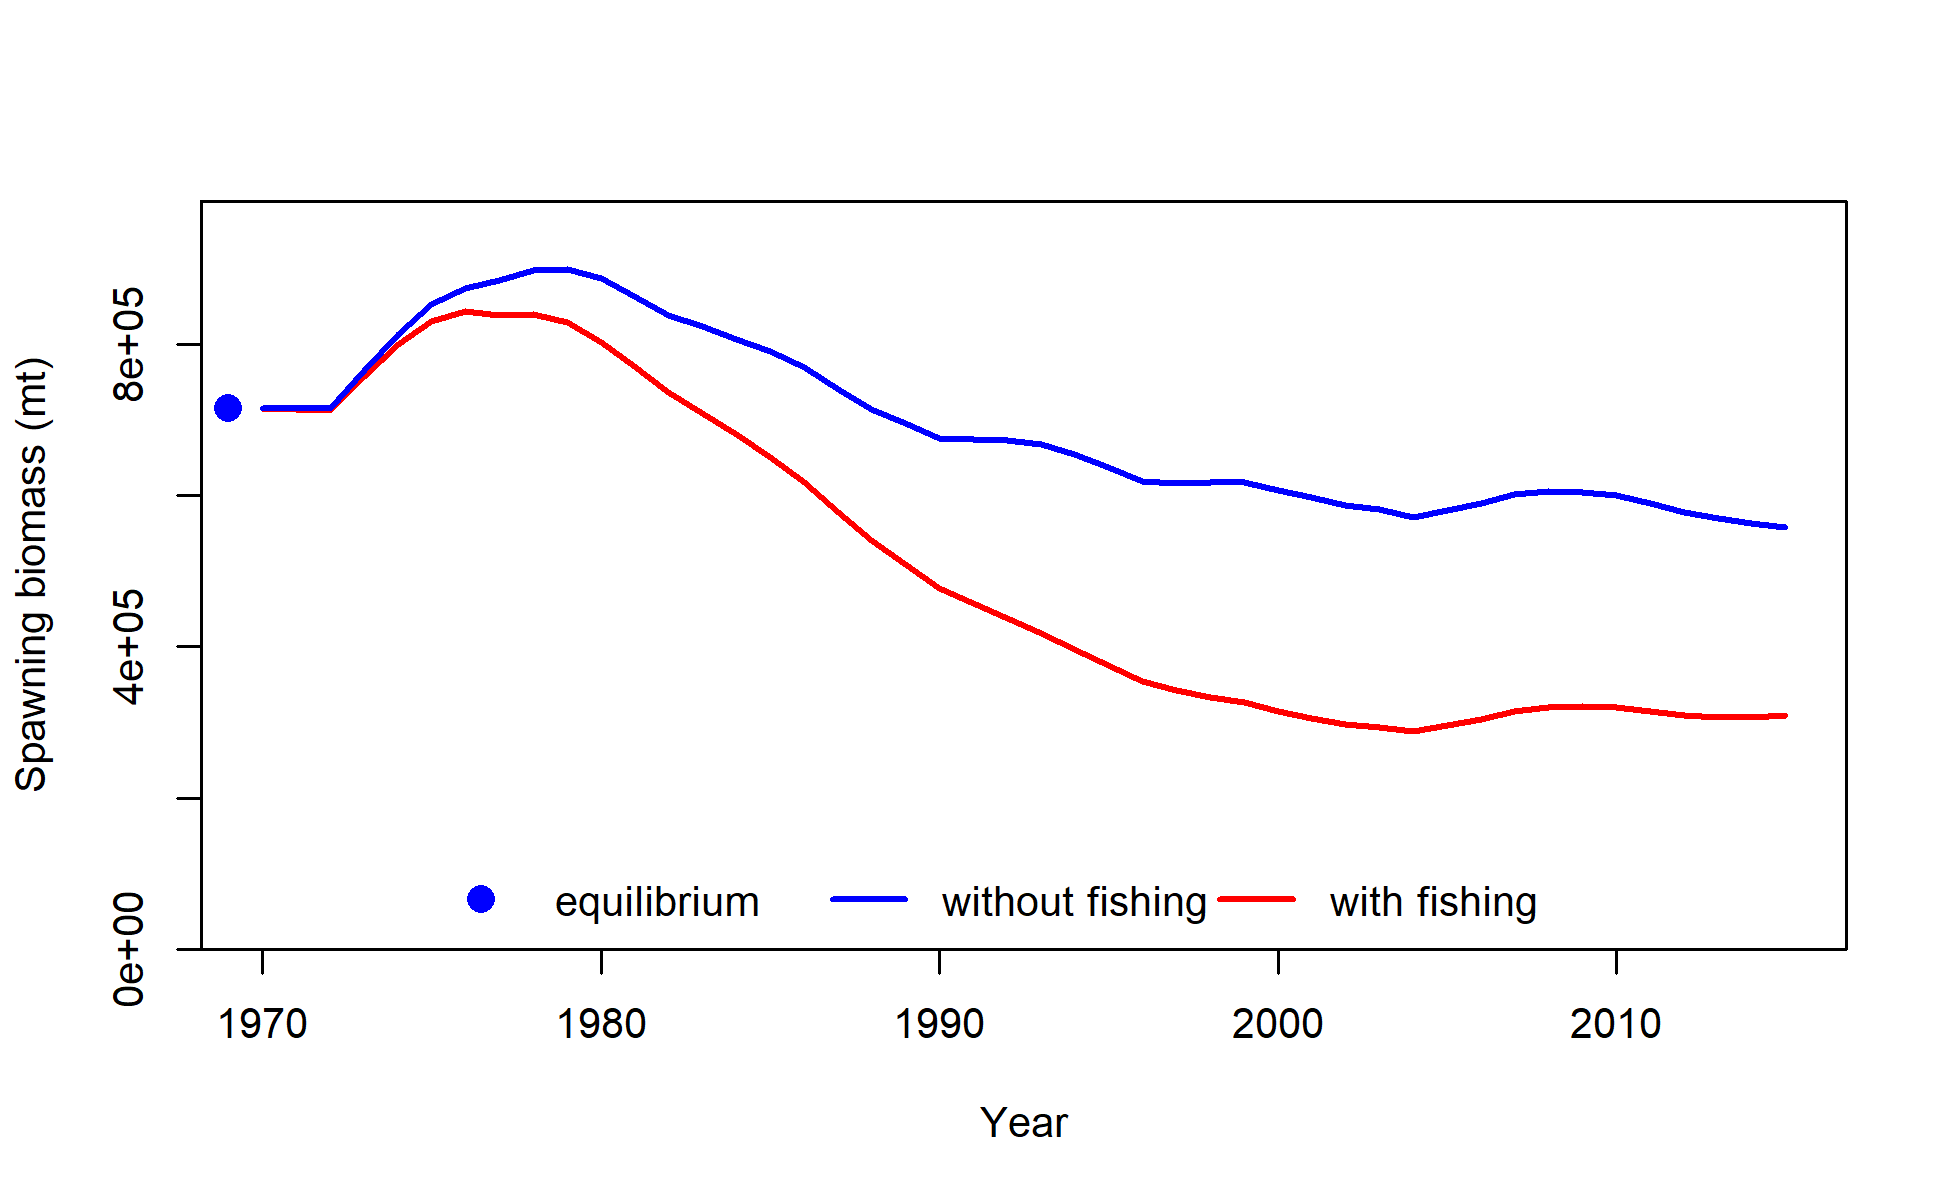 Spawning biomass (mt)
8e+05
4e+05
0e+00
equilibrium without fishing with fishing
1970 1980 1990 2000 2010
Year